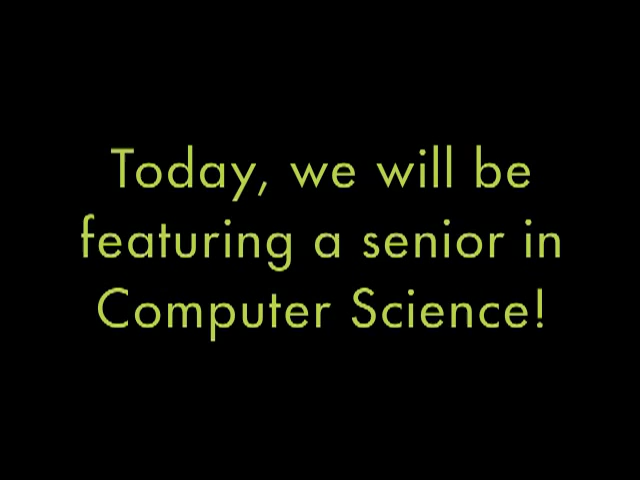 Today, we will be
featuring a senior in
Computer Science!